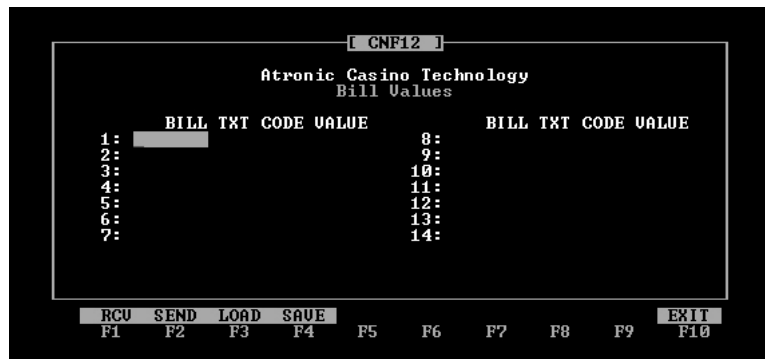 [ CNF12 ]
Atronic Casino Technology
Bill Values
BILL TXT CODE VALUE BILL TXT CODE VALUE
1: 8:
2: 9:
3: 10:
4: 11:
5: 12:
6: 13:
7: 14:
RCV SEND LOAD SAVE EXIT
F1 F2 F3 F4 F5 F6 F7 F8 F9 F10